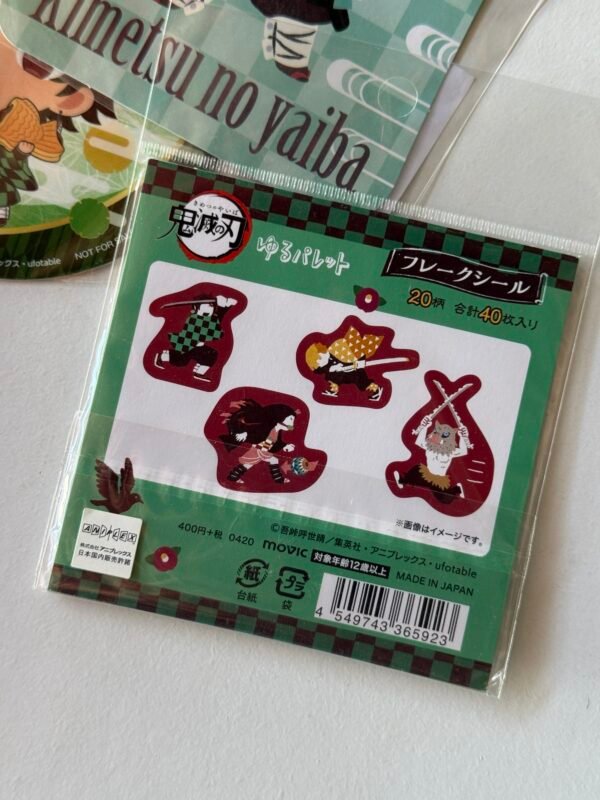 kimetsu no yaiba
NOT FOR
ックス・ufotable
きめつのやいば
鬼滅の刃
ゆるパレット
フレークシール
20柄 合計40枚入り
※画像はイメージです。
ANIPLEX
株式会社アニプレックス
日本国内販売許諾
400円+税 0420
©吾峠呼世晴/集英社・アニプレックス・ufotable
movic 対象年齢12歳以上 MADE IN JAPAN
紙
台紙
プラ
袋
4 549743 365923